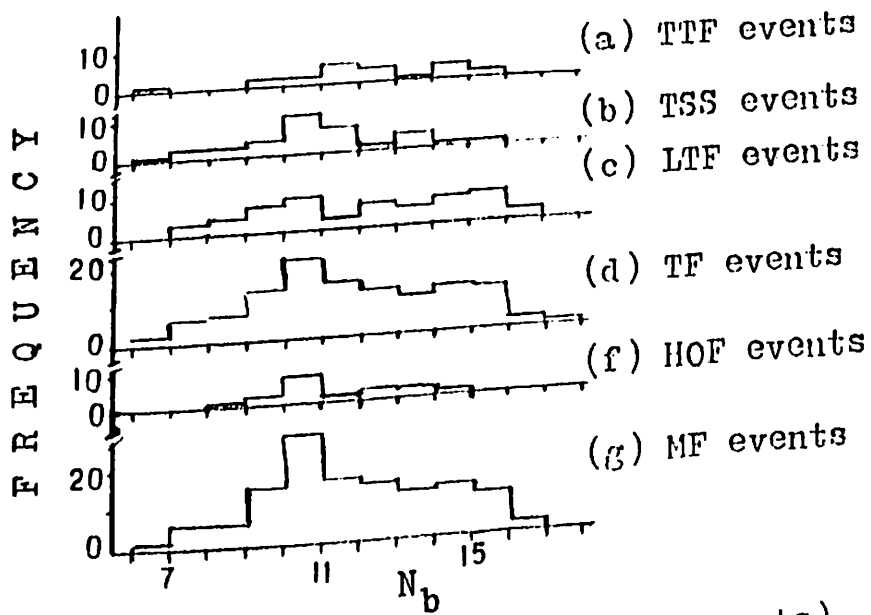 (a) TTF events
10
0
(b) TSS events
10
0
(c) LTF events
10
0
(d) TF events
20
0
(f) HOF events
10
0
(g) MF events
20
0
7 11 15
N_b
FREQUENCY